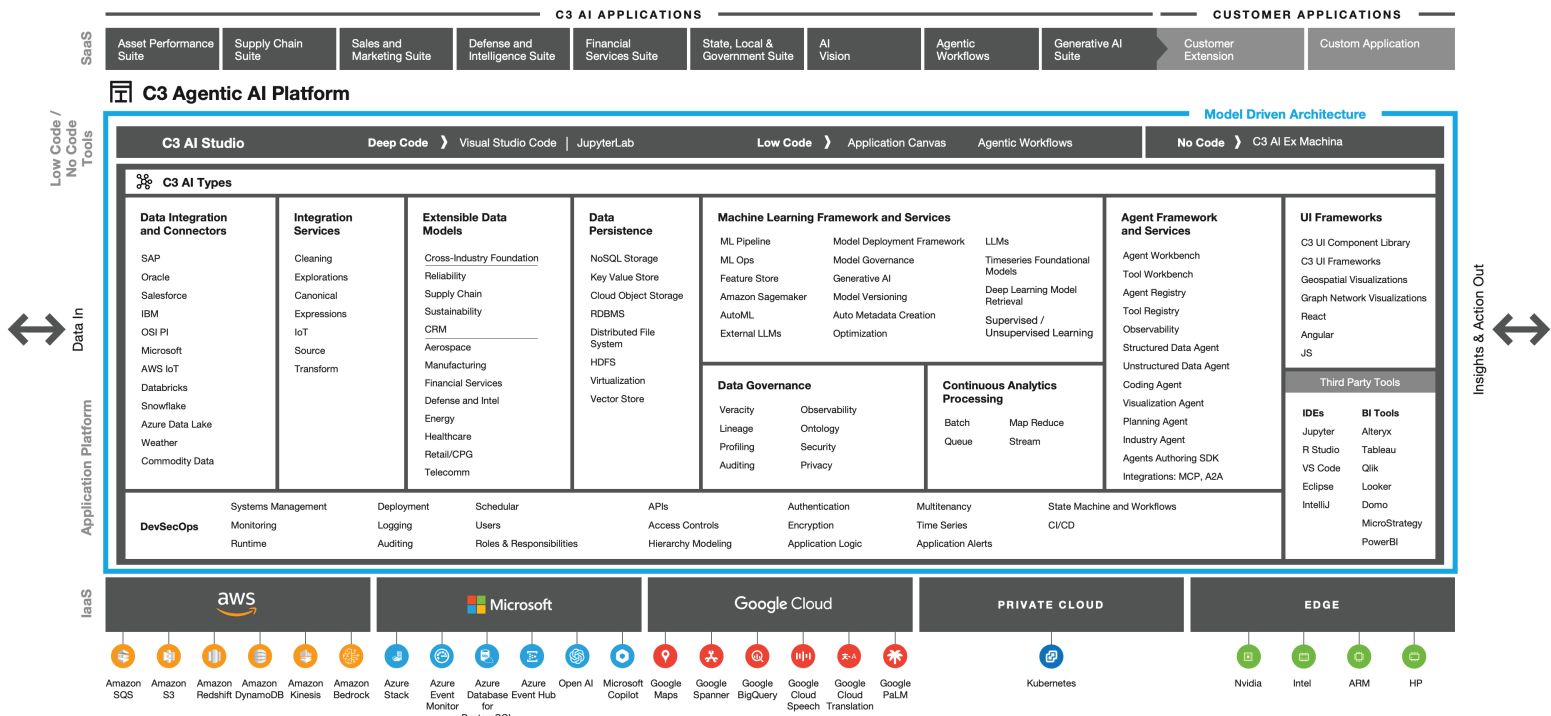 C3 AI APPLICATIONS
CUSTOMER APPLICATIONS
SaaS
Asset Performance
Suite
Supply Chain
Suite
Sales and
Marketing Suite
Defense and
Intelligence Suite
Financial
Services Suite
State, Local &
Government Suite
AI
Vision
Agentic
Workflows
Generative AI
Suite
Customer
Extension
Custom Application
C3 Agentic AI Platform
Model Driven Architecture
Low Code /
No Code
Tools
C3 AI Studio
Deep Code
Visual Studio Code | JupyterLab
Low Code
Application Canvas
Agentic Workflows
No Code
C3 AI Ex Machina
Data In
Application Platform
C3 AI Types
Data Integration
and Connectors
SAP
Oracle
Salesforce
IBM
OSI PI
Microsoft
AWS IoT
Databricks
Snowflake
Azure Data Lake
Weather
Commodity Data
Integration
Services
Cleaning
Explorations
Canonical
Expressions
IoT
Source
Transform
Extensible Data
Models
Cross-Industry Foundation
Reliability
Supply Chain
Sustainability
CRM
Aerospace
Manufacturing
Financial Services
Defense and Intel
Energy
Healthcare
Retail/CPG
Telecomm
Data
Persistence
NoSQL Storage
Key Value Store
Cloud Object Storage
RDBMS
Distributed File
System
HDFS
Virtualization
Vector Store
Machine Learning Framework and Services
ML Pipeline
ML Ops
Feature Store
Amazon Sagemaker
AutoML
External LLMs
Model Deployment Framework
Model Governance
Generative AI
Model Versioning
Auto Metadata Creation
Optimization
LLMs
Timeseries Foundational
Models
Deep Learning Model
Retrieval
Supervised /
Unsupervised Learning
Data Governance
Veracity
Lineage
Profiling
Auditing
Observability
Ontology
Security
Privacy
Continuous Analytics
Processing
Batch
Queue
Map Reduce
Stream
Agent Framework
and Services
Agent Workbench
Tool Workbench
Agent Registry
Tool Registry
Observability
Structured Data Agent
Unstructured Data Agent
Coding Agent
Visualization Agent
Planning Agent
Industry Agent
Agents Authoring SDK
Integrations: MCP, A2A
UI Frameworks
C3 UI Component Library
C3 UI Frameworks
Geospatial Visualizations
Graph Network Visualizations
React
Angular
JS
Third Party Tools
IDEs
Jupyter
R Studio
VS Code
Eclipse
IntelliJ
BI Tools
Alteryx
Tableau
Qlik
Looker
Domo
MicroStrategy
PowerBI
Insights & Action Out
DevSecOps
Systems Management
Monitoring
Runtime
Deployment
Logging
Auditing
Schedular
Users
Roles & Responsibilities
APIs
Access Controls
Hierarchy Modeling
Authentication
Encryption
Application Logic
Multitenancy
Time Series
Application Alerts
State Machine and Workflows
CI/CD
IaaS
aws
Microsoft
Google Cloud
PRIVATE CLOUD
EDGE
Amazon
SQS
Amazon
S3
Amazon
Redshift
Amazon
DynamoDB
Amazon
Kinesis
Amazon
Bedrock
Azure
Stack
Azure
Event
Monitor
Azure
Database
for
Azure
Event Hub
Open AI
Microsoft
Copilot
Google
Maps
Google
Spanner
Google
BigQuery
Google
Cloud
Speech
Google
Cloud
Translation
Google
PaLM
Kubernetes
Nvidia
Intel
ARM
HP